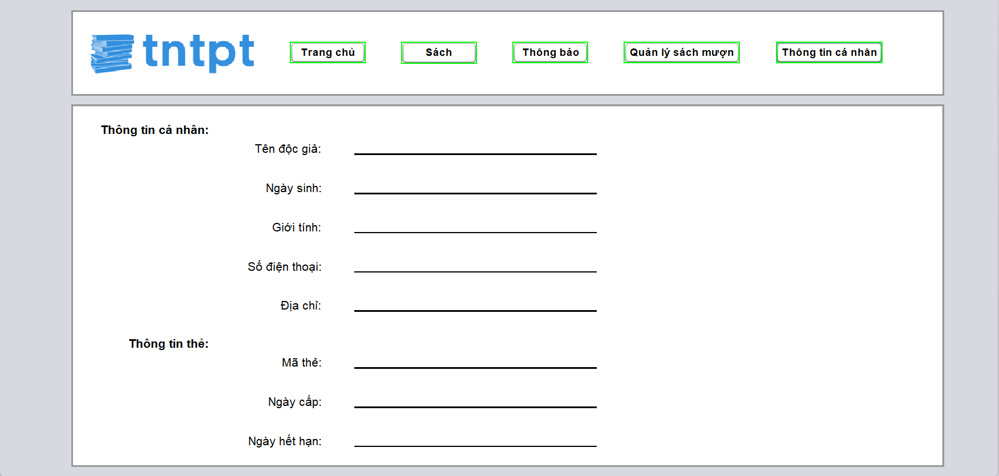 tntpt
Trang chủ
Sách
Thông báo
Quản lý sách mượn
Thông tin cá nhân
Thông tin cá nhân:
Tên độc giả:
Ngày sinh:
Giới tính:
Số điện thoại:
Địa chỉ:
Thông tin thẻ:
Mã thẻ:
Ngày cấp:
Ngày hết hạn: